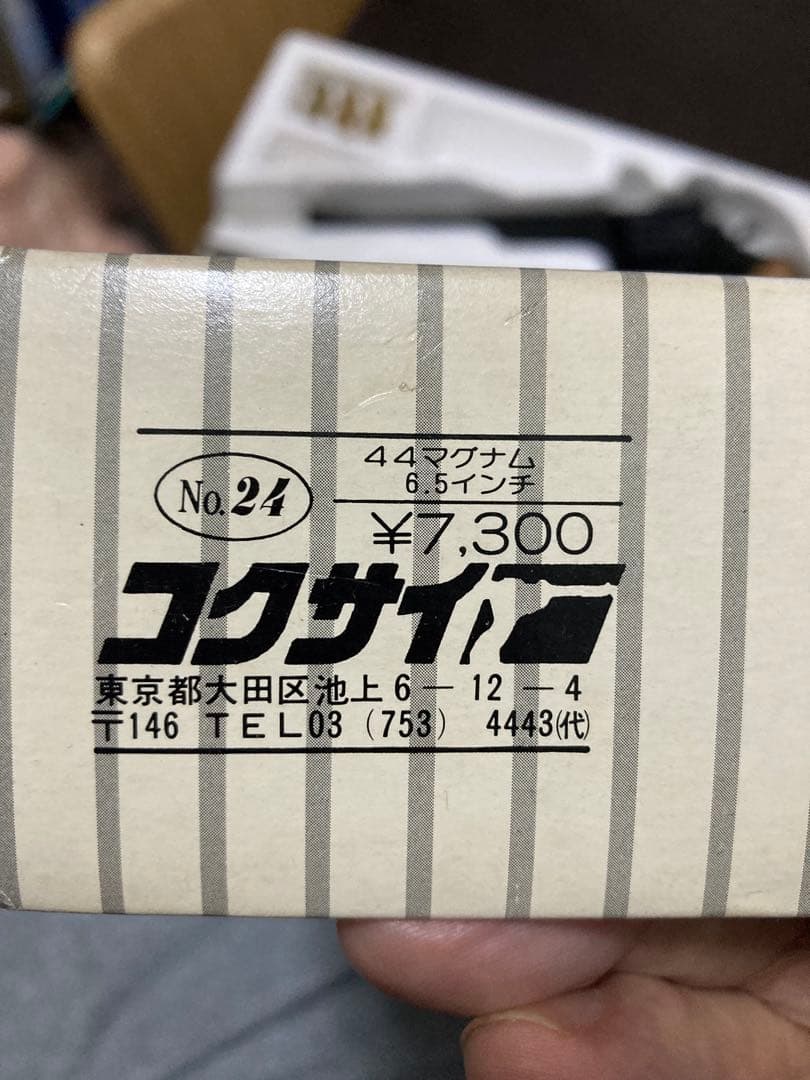 No.24
44マグナム
6.5インチ
¥7,300
コクサイ
東京都大田区池上6−12−4
〒146 TEL03(753)4443㈹